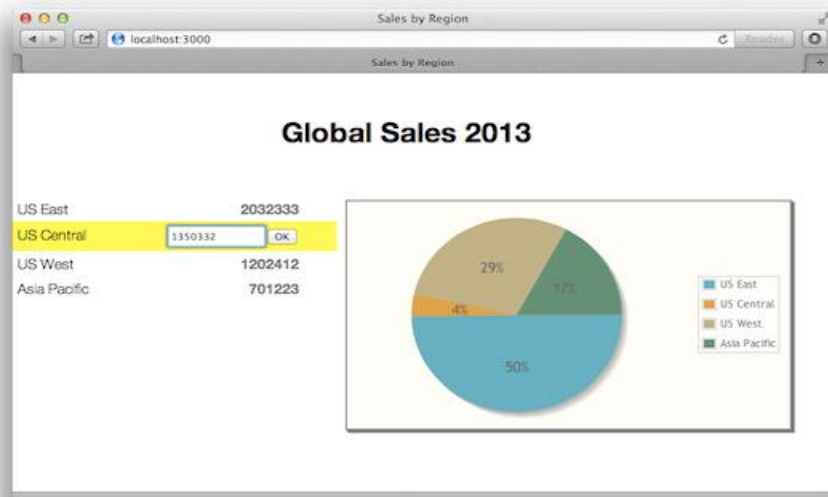 Sales by Region
localhost:3000
Reader
Sales by Region
Global Sales 2013
US East 2032333
US Central 1350332 OK
US West 1202412
Asia Pacific 701223
29%
17%
4%
50%
US East
US Central
US West
Asia Pacific